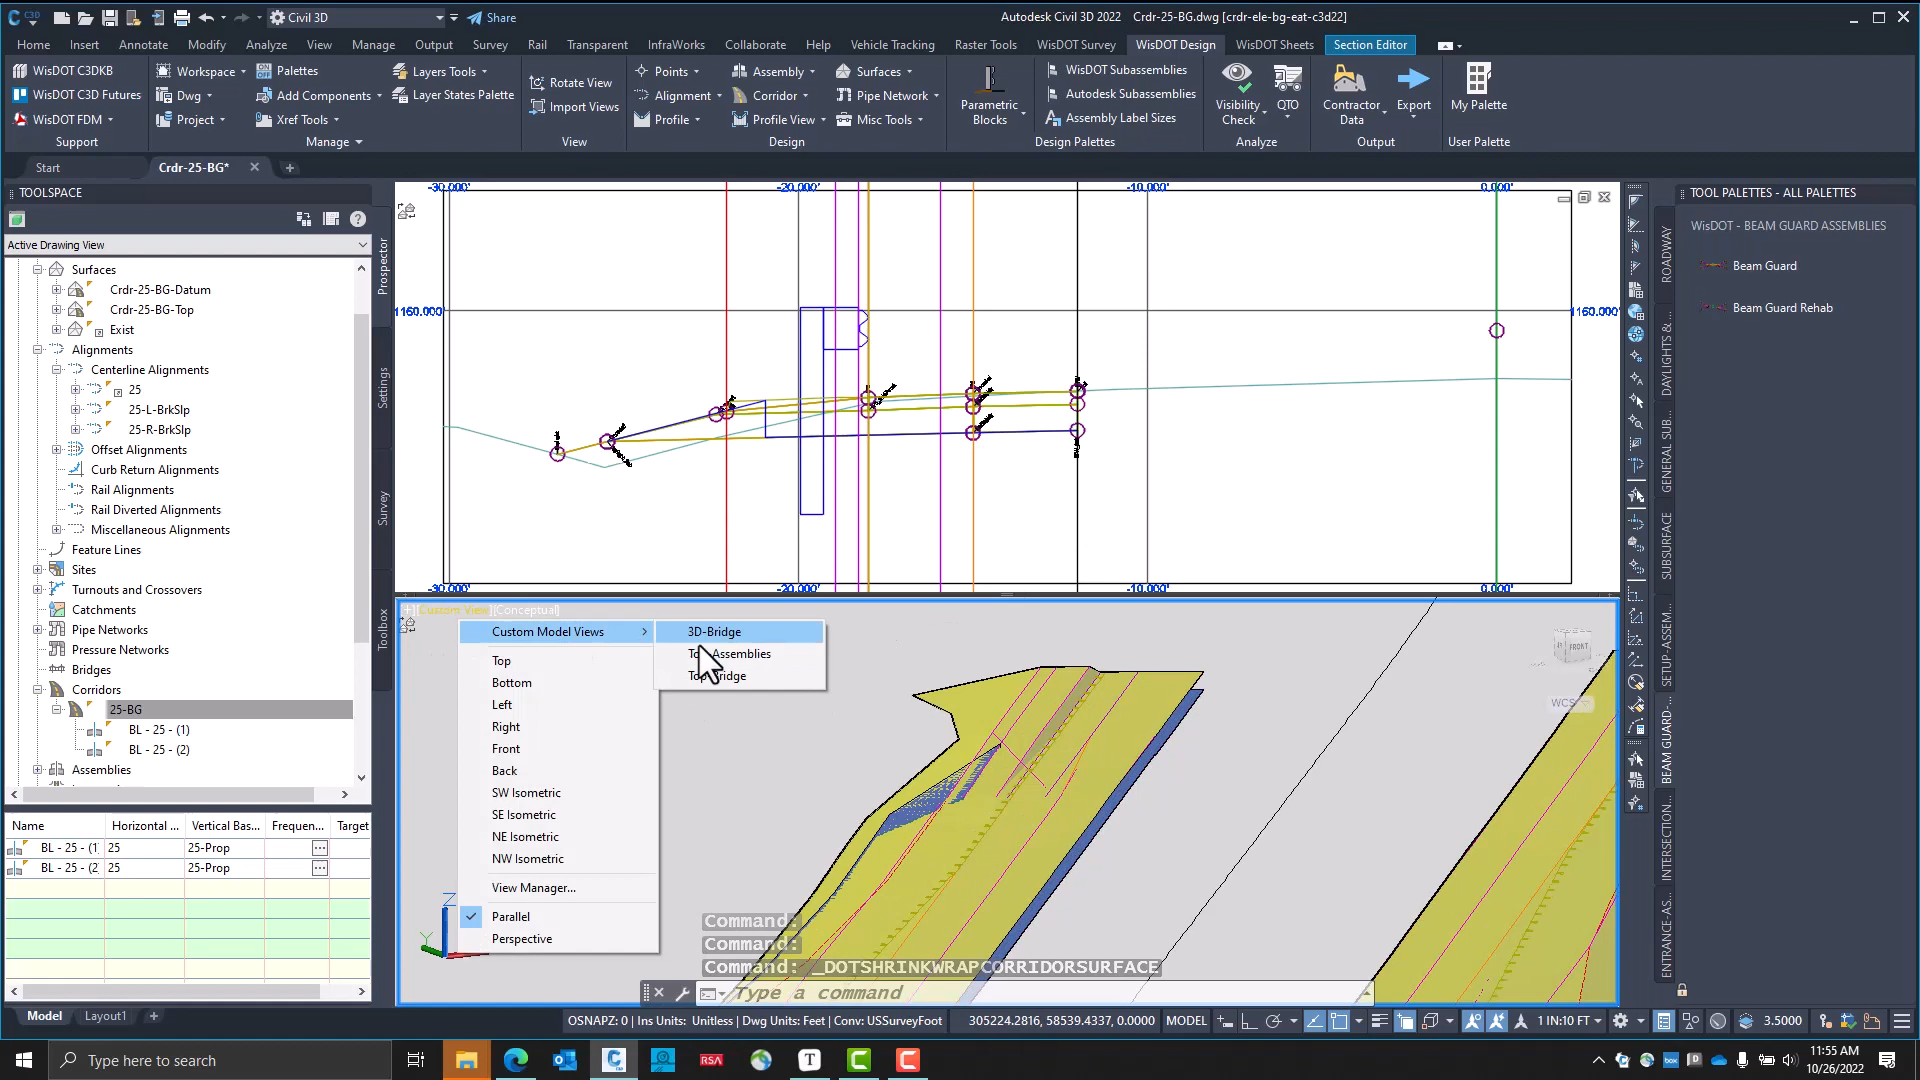 C3D
Civil 3D
Share
Autodesk Civil 3D 2022 Crdr-25-BG.dwg [crdr-ele-bg-eat-c3d22]
Home Insert Annotate Modify Analyze View Manage Output Survey Rail Transparent InfraWorks Collaborate Help Vehicle Tracking Raster Tools WisDOT Survey WisDOT Design WisDOT Sheets Section Editor
WisDOT C3DKB
WisDOT C3D Futures
WisDOT FDM
Support
Workspace
Dwg
Project
Palettes
Add Components
Xref Tools
Layers Tools
Layer States Palette
Manage
Rotate View
Import Views
View
Points
Alignment
Profile
Assembly
Corridor
Profile View
Surfaces
Pipe Network
Misc Tools
Design
Parametric
Blocks
WisDOT Subassemblies
Autodesk Subassemblies
Assembly Label Sizes
Design Palettes
Visibility
Check
QTO
Analyze
Contractor
Data
Export
Output
My Palette
User Palette
Start
Crdr-25-BG*
TOOLSPACE
Active Drawing View
Surfaces
Crdr-25-BG-Datum
Crdr-25-BG-Top
Exist
Alignments
Centerline Alignments
25
25-L-BrkSlp
25-R-BrkSlp
Offset Alignments
Curb Return Alignments
Rail Alignments
Rail Diverted Alignments
Miscellaneous Alignments
Feature Lines
Sites
Turnouts and Crossovers
Catchments
Pipe Networks
Pressure Networks
Bridges
Corridors
25-BG
BL - 25 - (1)
BL - 25 - (2)
Assemblies
Prospector
Settings
Survey
Toolbox
Name Horizontal ... Vertical Bas... Frequen... Target
BL - 25 - (1) 25 25-Prop ...
BL - 25 - (2) 25 25-Prop ...
-30.000' -20.000' -10.000' 0.000'
1160.000' 1160.000'
-30.000' -20.000' -10.000' 0.000'
[+][Custom View][Conceptual]
Custom Model Views
3D-Bridge
Assemblies
Top
Bottom
Left
Right
Front
Back
SW Isometric
SE Isometric
NE Isometric
NW Isometric
View Manager...
Parallel
Perspective
FRONT
WCS
Z
Y
Command:
Command:
Command: _DOTSHRINKWRAPCORRIDORSURFACE
Type a command
TOOL PALETTES - ALL PALETTES
WisDOT - BEAM GUARD ASSEMBLIES
Beam Guard
Beam Guard Rehab
ROADWAY
DAYLIGHTS & ...
GENERAL SUB...
SUBSURFACE
SETUP-ASSEM...
BEAM GUARD-...
INTERSECTION
ENTRANCE-AS...
Model
Layout1
OSNAPZ: 0 | Ins Units: Unitless | Dwg Units: Feet | Conv: USSurveyFoot
305224.2816, 58539.4337, 0.0000 MODEL
1 IN:10 FT
3.5000
Type here to search
RSA
T
C
C
box
11:55 AM
10/26/2022